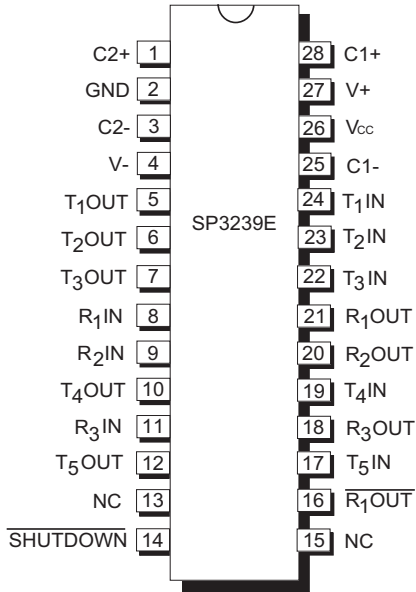 C2+ 1 28 C1+
GND 2 27 V+
C2- 3 26 Vcc
V- 4 25 C1-
T1OUT 5 24 T1IN
SP3239E
T2OUT 6 23 T2IN
T3OUT 7 22 T3IN
R1IN 8 21 R1OUT
R2IN 9 20 R2OUT
T4OUT 10 19 T4IN
R3IN 11 18 R3OUT
T5OUT 12 17 T5IN
NC 13 16 R1OUT
SHUTDOWN 14 15 NC